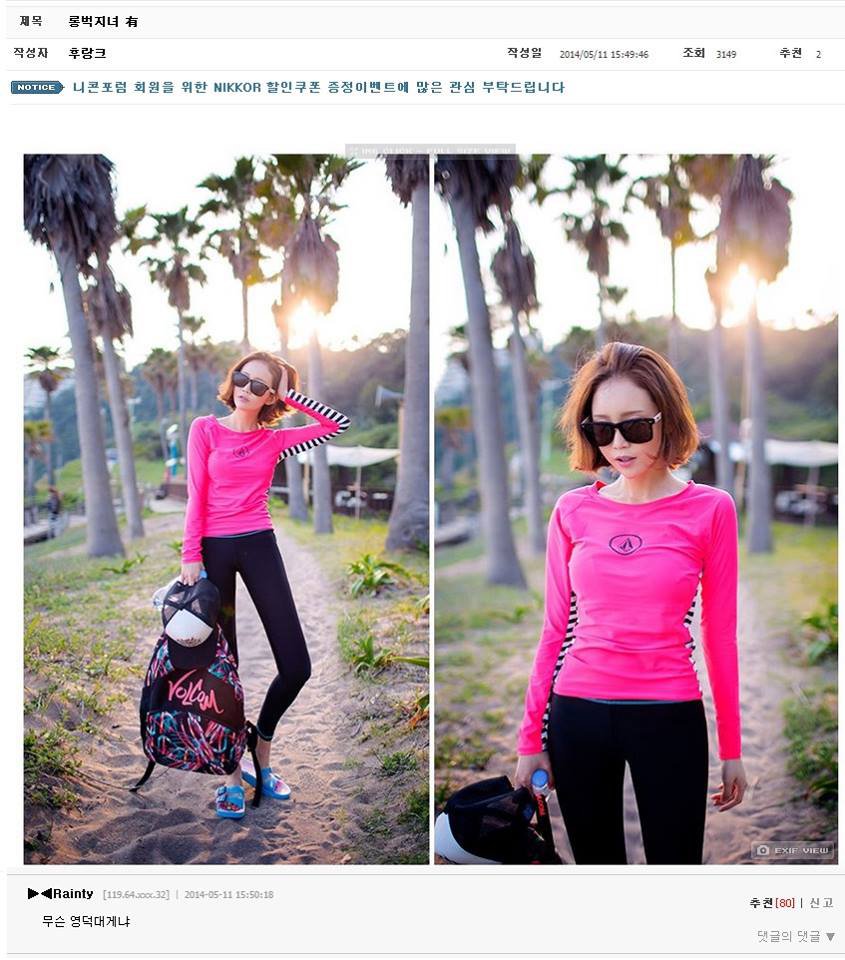 제목 롱벅지녀 有
작성자 후랑크 작성일 2014/05/11 15:49:46 조회 3149 추천 2
NOTICE 니콘포럼 회원을 위한 NIKKOR 할인쿠폰 증정이벤트에 많은 관심 부탁드립니다
IMG CLICK - FULL SIZE VIEW
VOLCOM
EXIF VIEW
▶◀Rainty [119.64.xxx.32] | 2014-05-11 15:50:18
추천[80] | 신고
무슨 영덕대게냐
댓글의 댓글 ▼